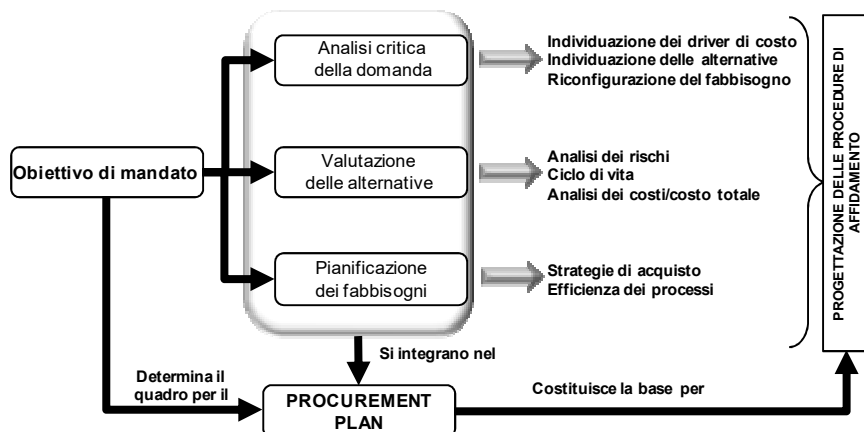 Analisi critica
della domanda
Individuazione dei driver di costo
Individuazione delle alternative
Riconfigurazione del fabbisogno
Obiettivo di mandato
Valutazione
delle alternative
Analisi dei rischi
Ciclo di vita
Analisi dei costi/costo totale
Pianificazione
dei fabbisogni
Strategie di acquisto
Efficienza dei processi
PROGETTAZIONE DELLE PROCEDURE DI
AFFIDAMENTO
Si integrano nel
Determina il
quadro per il
PROCUREMENT
PLAN
Costituisce la base per